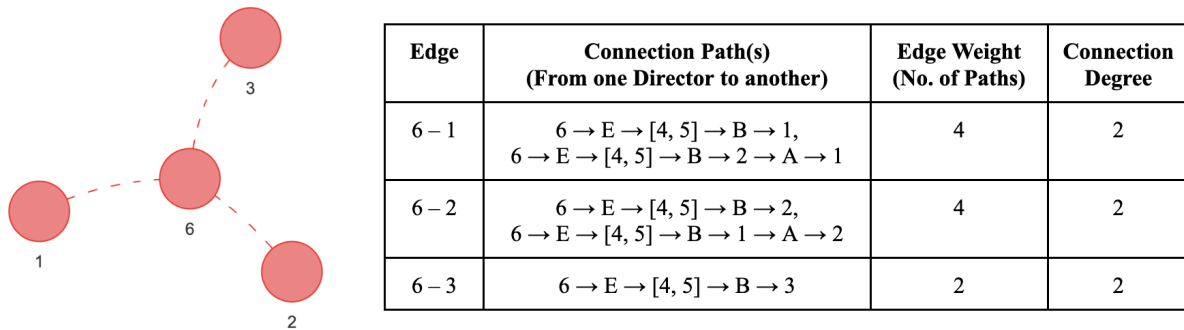 3
6
1
2
Edge Connection Path(s) Edge Weight Connection
(From one Director to another) (No. of Paths) Degree
6 – 1 6 → E → [4, 5] → B → 1, 4 2
6 → E → [4, 5] → B → 2 → A → 1
6 – 2 6 → E → [4, 5] → B → 2, 4 2
6 → E → [4, 5] → B → 1 → A → 2
6 – 3 6 → E → [4, 5] → B → 3 2 2